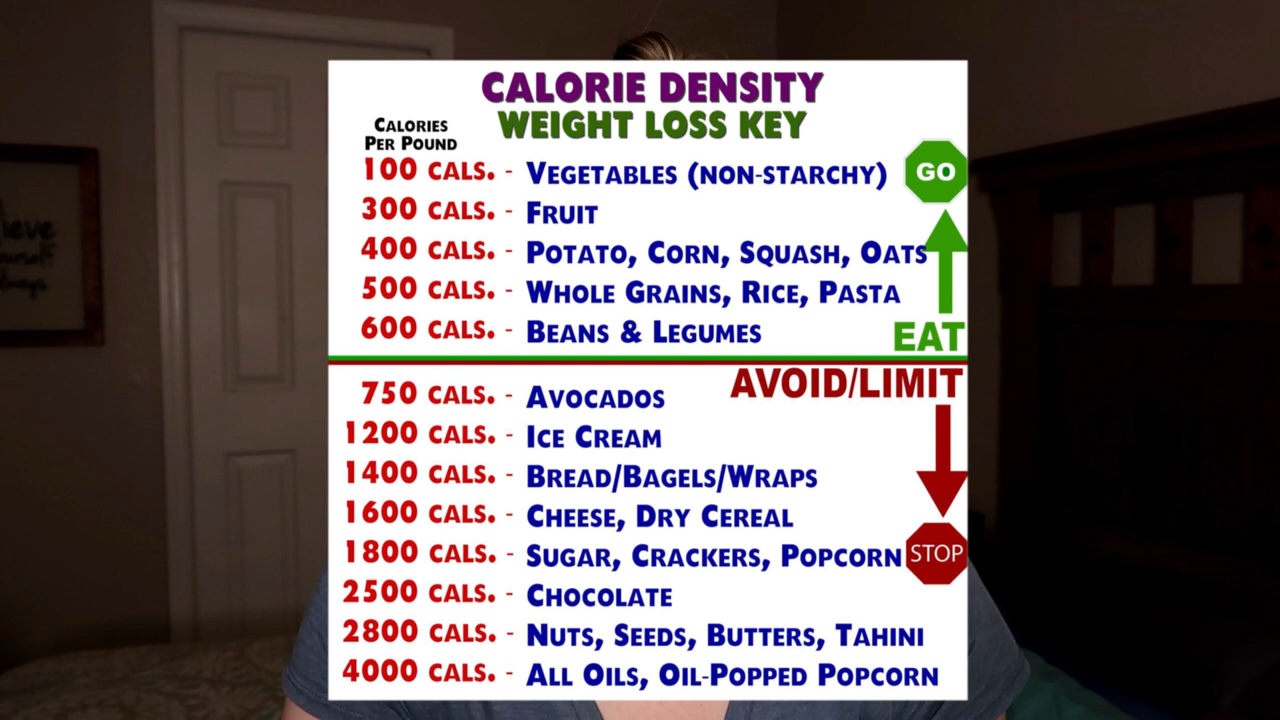 CALORIE DENSITY
WEIGHT LOSS KEY
CALORIES
PER POUND
100 CALS. - VEGETABLES (NON-STARCHY)
GO
300 CALS. - FRUIT
400 CALS. - POTATO, CORN, SQUASH, OATS
500 CALS. - WHOLE GRAINS, RICE, PASTA
600 CALS. - BEANS & LEGUMES
EAT
AVOID/LIMIT
750 CALS. - AVOCADOS
1200 CALS. - ICE CREAM
1400 CALS. - BREAD/BAGELS/WRAPS
1600 CALS. - CHEESE, DRY CEREAL
1800 CALS. - SUGAR, CRACKERS, POPCORN
STOP
2500 CALS. - CHOCOLATE
2800 CALS. - NUTS, SEEDS, BUTTERS, TAHINI
4000 CALS. - ALL OILS, OIL-POPPED POPCORN